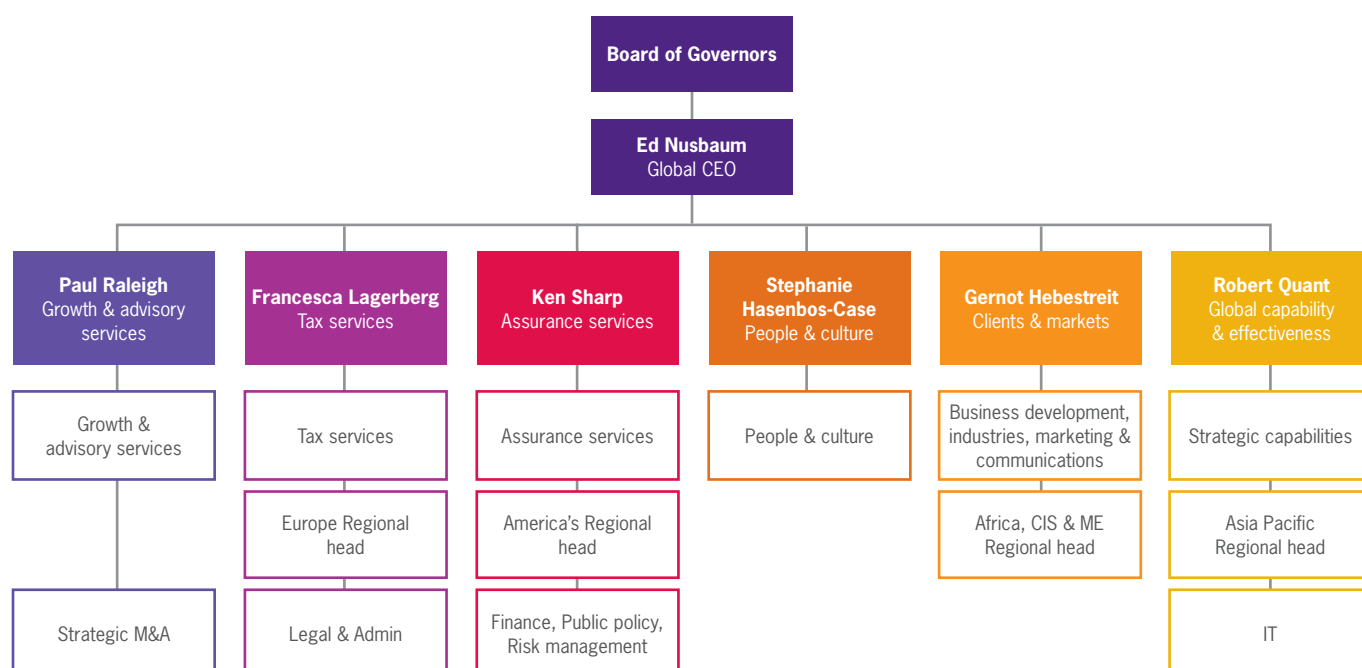 Board of Governors
Ed Nusbaum
Global CEO
Paul Raleigh
Growth & advisory
services
Francesca Lagerberg
Tax services
Ken Sharp
Assurance services
Stephanie
Hasenbos-Case
People & culture
Gernot Hebestreit
Clients & markets
Robert Quant
Global capability
& effectiveness
Growth &
advisory services
Tax services
Assurance services
People & culture
Business development,
industries, marketing &
communications
Strategic capabilities
Europe Regional
head
America's Regional
head
Africa, CIS & ME
Regional head
Asia Pacific
Regional head
Strategic M&A
Legal & Admin
Finance, Public policy,
Risk management
IT